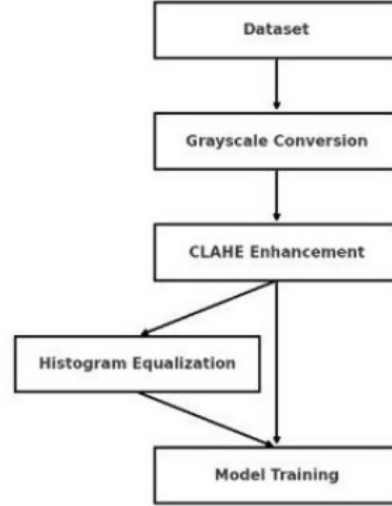 Dataset
Grayscale Conversion
CLAHE Enhancement
Histogram Equalization
Model Training